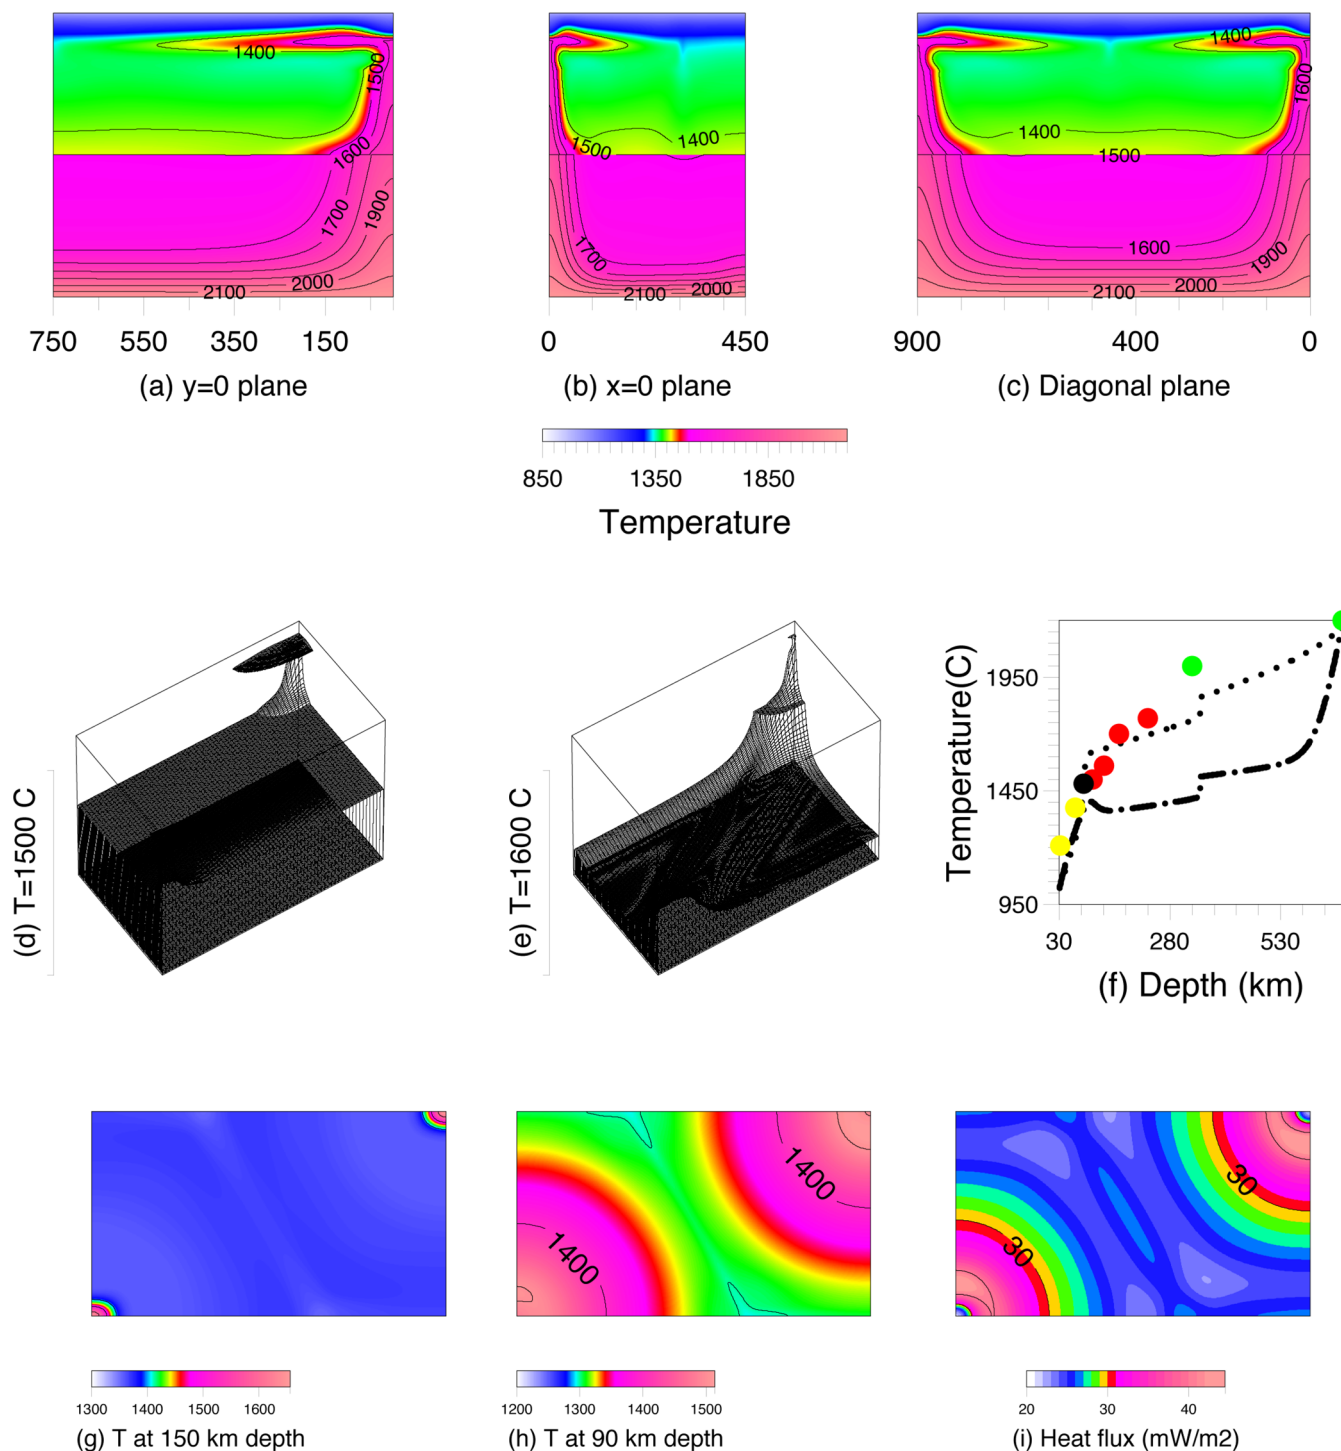 1400
1500
1600
1700
1900
2000
2100
750 550 350 150
(a) y=0 plane
1400
1500
1700
2000
2100
0 450
(b) x=0 plane
1400
1600
1400
1500
1600
1900
2000
2100
900 400 0
(c) Diagonal plane
850 1350 1850
Temperature
(d) T=1500 C
(e) T=1600 C
Temperature(C)
1950
1450
950
30 280 530
(f) Depth (km)
1400
1400
30
30
1300 1400 1500 1600
(g) T at 150 km depth
1200 1300 1400 1500
(h) T at 90 km depth
20 30 40
(i) Heat flux (mW/m2)